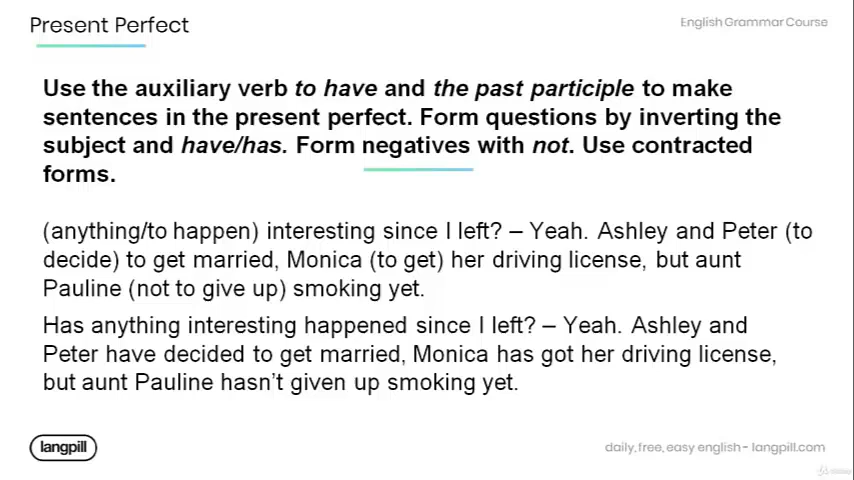 Present Perfect
English Grammar Course
Use the auxiliary verb to have and the past participle to make
sentences in the present perfect. Form questions by inverting the
subject and have/has. Form negatives with not. Use contracted
forms.
(anything/to happen) interesting since I left? – Yeah. Ashley and Peter (to
decide) to get married, Monica (to get) her driving license, but aunt
Pauline (not to give up) smoking yet.
Has anything interesting happened since I left? – Yeah. Ashley and
Peter have decided to get married, Monica has got her driving license,
but aunt Pauline hasn’t given up smoking yet.
langpill
daily, free, easy english - langpill.com